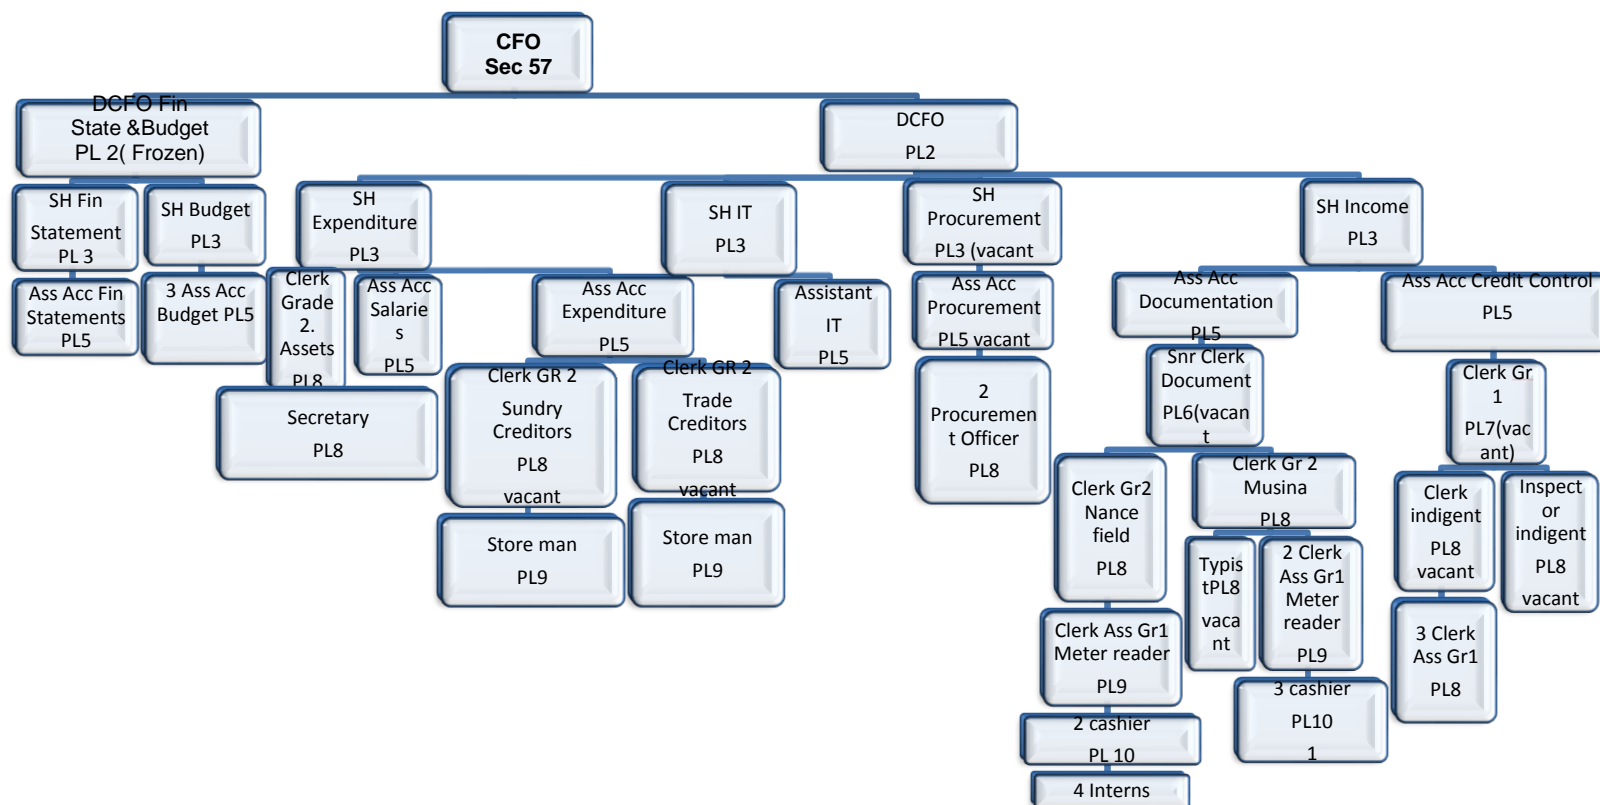 CFO
Sec 57
DCFO Fin
State &Budget
PL 2( Frozen)
DCFO
PL2
SH Fin
Statement
PL 3
SH Budget
PL3
SH
Expenditure
PL3
SH IT
PL3
SH
Procurement
PL3 (vacant
SH Income
PL3
Ass Acc Fin
Statements
PL5
3 Ass Acc
Budget PL5
Clerk
Grade
2.
Assets
PL8
Ass Acc
Salarie
s
PL5
Ass Acc
Expenditure
PL5
Assistant
IT
PL5
Ass Acc
Procurement
PL5 vacant
Ass Acc
Documentation
PL5
Ass Acc Credit Control
PL5
Secretary
PL8
Clerk GR 2
Sundry
Creditors
PL8
vacant
Clerk GR 2
Trade
Creditors
PL8
vacant
2
Procuremen
t Officer
PL8
Snr Clerk
Document
PL6(vacan
t
Clerk Gr
1
PL7(vac
ant)
Store man
PL9
Store man
PL9
Clerk Gr2
Nance
field
PL8
Clerk Gr 2
Musina
PL8
Clerk
indigent
PL8
vacant
Inspect
or
indigent
PL8
vacant
Typis
tPL8
vaca
nt
2 Clerk
Ass Gr1
Meter
reader
PL9
Clerk Ass Gr1
Meter reader
PL9
3 Clerk
Ass Gr1
PL8
2 cashier
PL 10
3 cashier
PL10
1
4 Interns